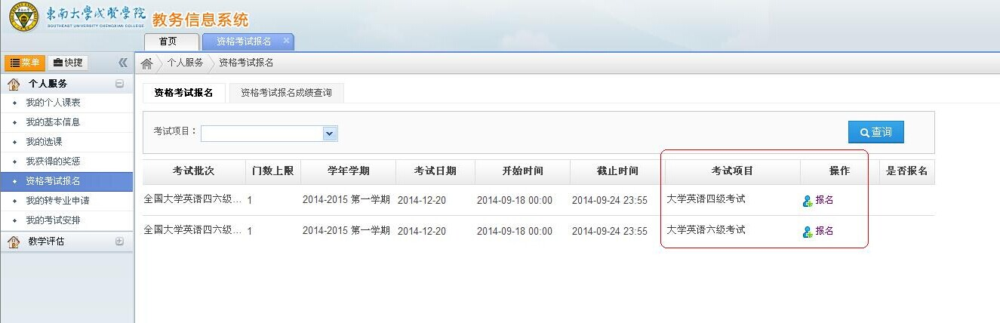 东南大学成贤学院 教务信息系统
SOUTHEAST UNIVERSITY CHENGXIAN COLLEGE
首页 资格考试报名
菜单 快捷
个人服务 资格考试报名
个人服务
我的个人课表
我的基本信息
我的选课
我获得的奖惩
资格考试报名
我的转专业申请
我的考试安排
教学评估
资格考试报名 资格考试报名成绩查询
考试项目： 查询
考试批次 门数上限 学年学期 考试日期 开始时间 截止时间 考试项目 操作 是否报名
全国大学英语四六级... 1 2014-2015 第一学期 2014-12-20 2014-09-18 00:00 2014-09-24 23:55 大学英语四级考试 报名
全国大学英语四六级... 1 2014-2015 第一学期 2014-12-20 2014-09-18 00:00 2014-09-24 23:55 大学英语六级考试 报名